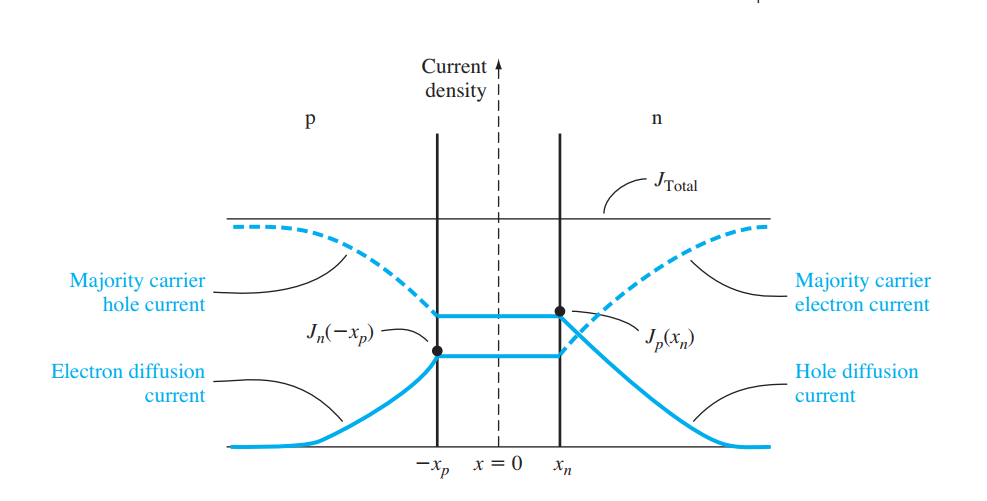 Current
density
p
n
J_Total
Majority carrier
hole current
Majority carrier
electron current
J_n(−x_p)
J_p(x_n)
Electron diffusion
current
Hole diffusion
current
−x_p
x = 0
x_n